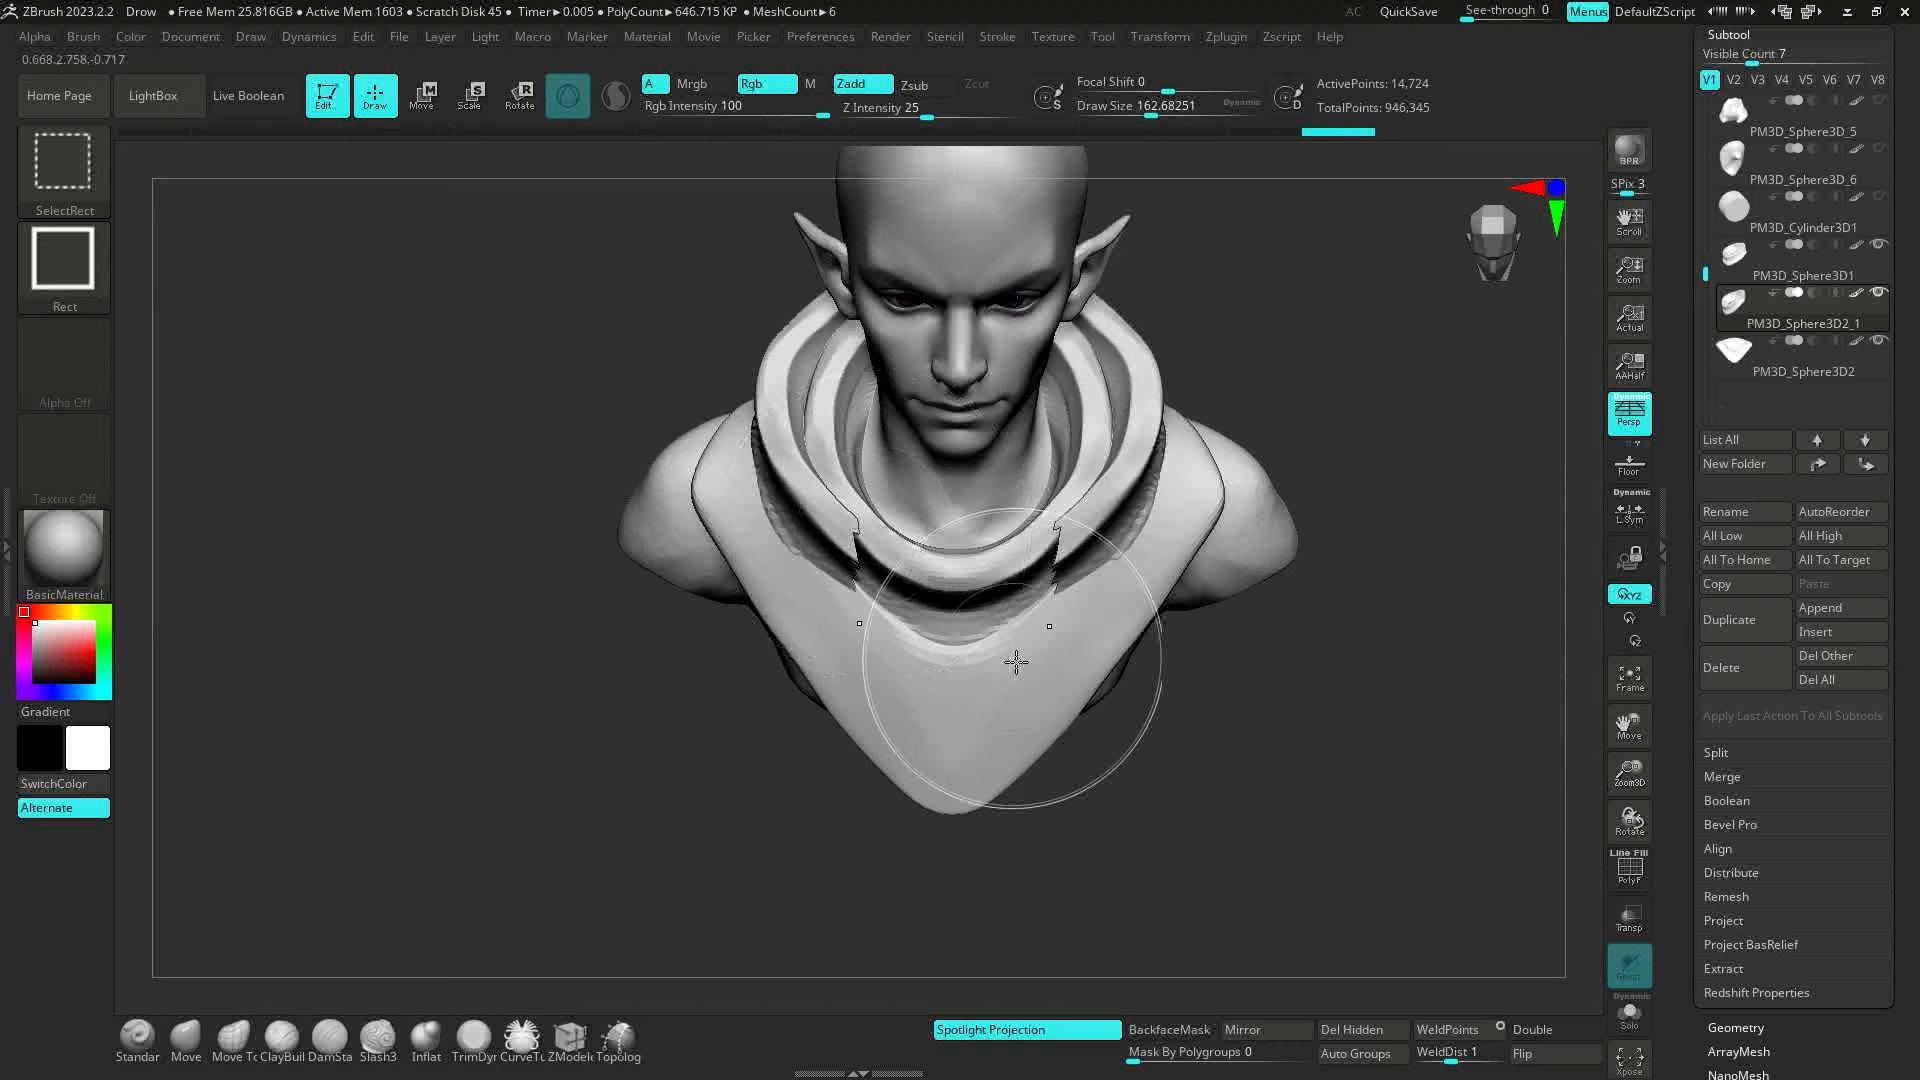 ZBrush 2023.2.2 Drow ● Free Mem 25.816GB ● Active Mem 1603 ● Scratch Disk 45 ● Timer►0.005 ● PolyCount►646.715 KP ● MeshCount►6 AC QuickSave See-through 0 Menus DefaultZScript
Alpha Brush Color Document Draw Dynamics Edit File Layer Light Macro Marker Material Movie Picker Preferences Render Stencil Stroke Texture Tool Transform Zplugin Zscript Help
0.668,2.758,-0.717
Home Page LightBox Live Boolean Edit Draw Move Scale Rotate
A Mrgb Rgb M Zadd Zsub Zcut
Rgb Intensity 100 Z Intensity 25
Focal Shift 0
Draw Size 162.68251 Dynamic
S D
ActivePoints: 14,724
TotalPoints: 946,345
SelectRect
Rect
Alpha Off
Texture Off
BasicMaterial
Gradient
SwitchColor
Alternate
BPR
SPix 3
Scroll
Zoom
Actual
AAHalf
Dynamic
Persp
Floor
Dynamic
L.Sym
XYZ
Y
Z
Frame
Move
Zoom3D
Rotate
Line Fill
PolyF
Transp
Ghost
Dynamic
Solo
Xpose
Subtool
Visible Count 7
V1 V2 V3 V4 V5 V6 V7 V8
PM3D_Sphere3D_5
PM3D_Sphere3D_6
PM3D_Cylinder3D1
PM3D_Sphere3D1
PM3D_Sphere3D2_1
PM3D_Sphere3D2
List All
New Folder
Rename AutoReorder
All Low All High
All To Home All To Target
Copy Paste
Duplicate Append
Insert
Delete Del Other
Del All
Apply Last Action To All Subtools
Split
Merge
Boolean
Bevel Pro
Align
Distribute
Remesh
Project
Project BasRelief
Extract
Redshift Properties
Geometry
ArrayMesh
NanoMesh
Standar Move Move To ClayBuil DamSta Slash3 Inflat TrimDyr CurveTu ZModele Topolog
Spotlight Projection BackfaceMask Mirror Del Hidden WeldPoints Double
Mask By Polygroups 0 Auto Groups WeldDist 1 Flip